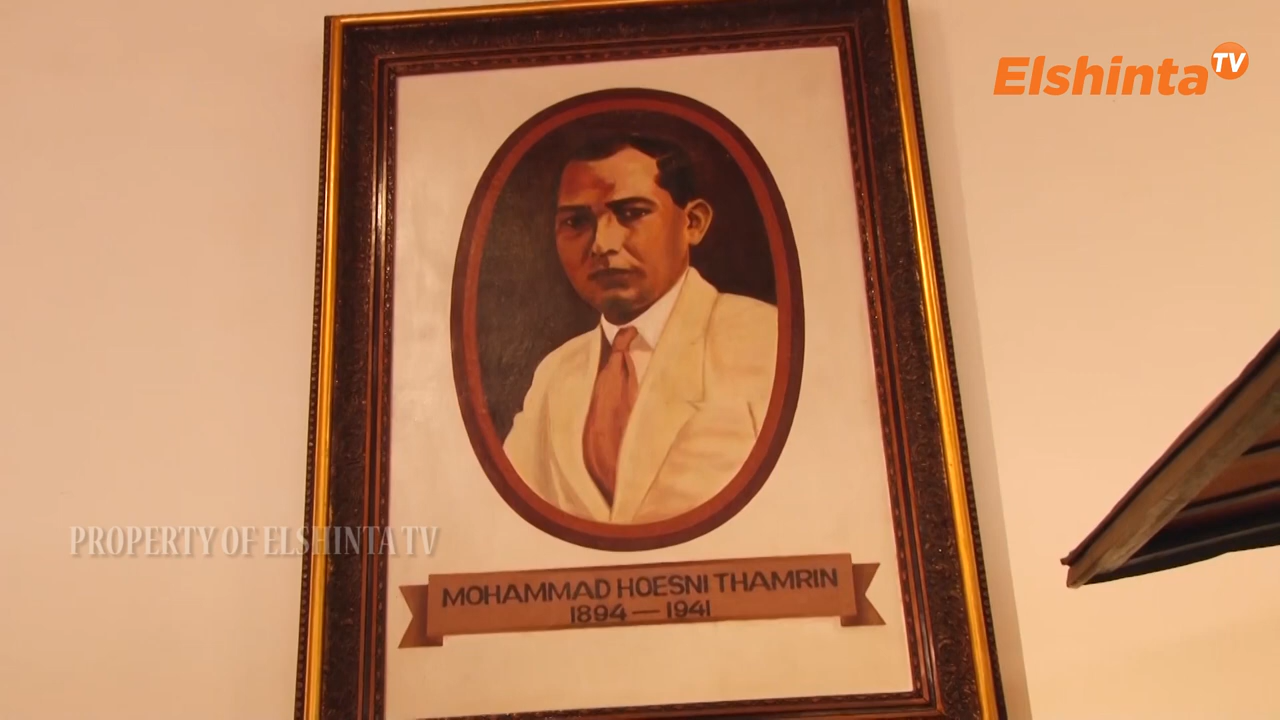 Elshinta TV
PROPERTY OF ELSHINTA TV
MOHAMMAD HOESNI THAMRIN
1894 — 1941